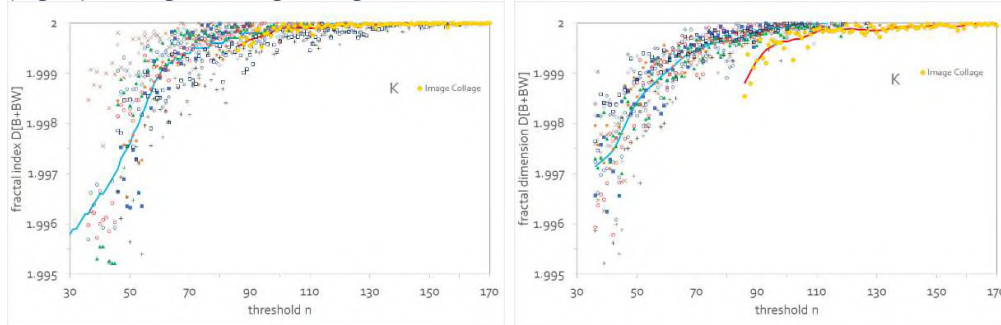 2
1.999
1.998
1.997
1.996
1.995
fractal index D[B+BW]
K
Image Collage
30 50 70 90 110 130 150 170
threshold n
2
1.999
1.998
1.997
1.996
1.995
fractal dimension D[B+BW]
K
Image Collage
30 50 70 90 110 130 150 170
threshold n